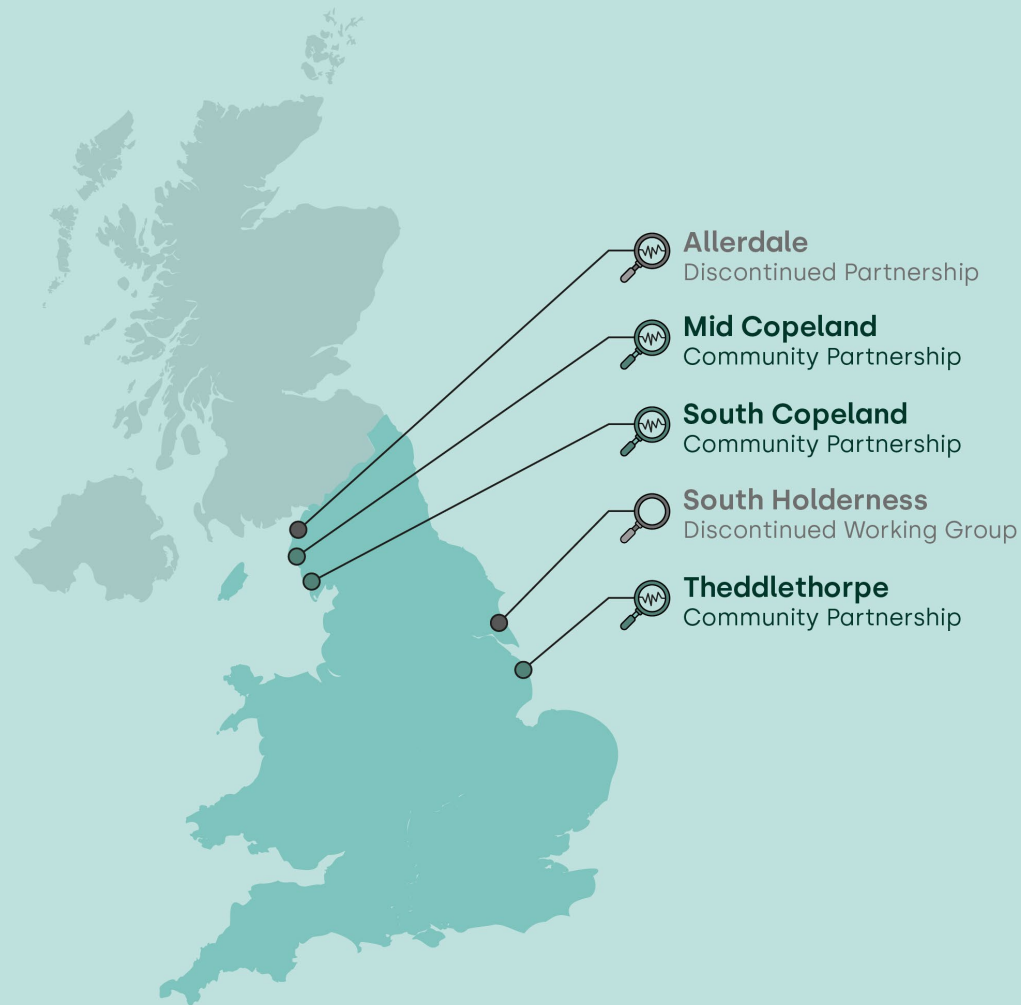 Allerdale
Discontinued Partnership
Mid Copeland
Community Partnership
South Copeland
Community Partnership
South Holderness
Discontinued Working Group
Theddlethorpe
Community Partnership